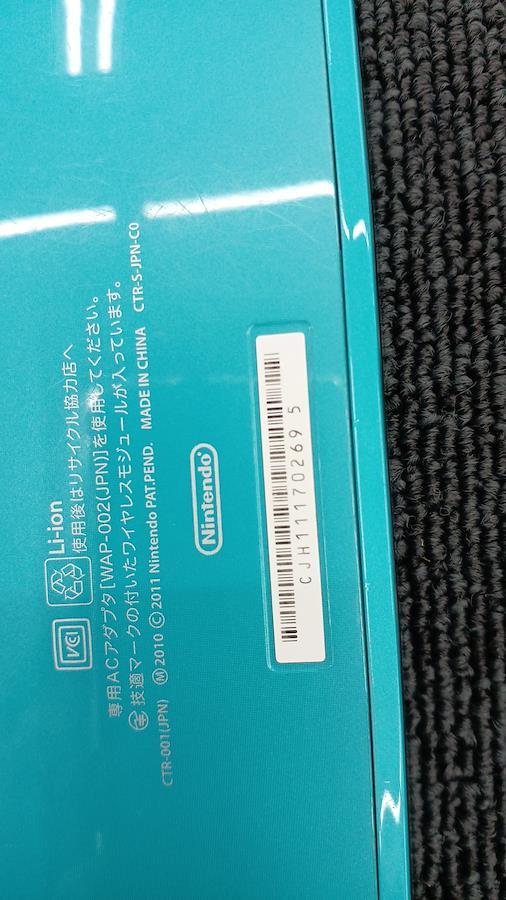 Li-ion
使用後はリサイクル協力店へ
専用ACアダプタ[WAP-002(JPN)]を使用してください。
技適マークの付いたワイヤレスモジュールが入っています。
CTR-001(JPN) Ⓜ 2010 ©2011 Nintendo PAT.PEND. MADE IN CHINA CTR-S-JPN-C0
Nintendo
CJH11170269 5